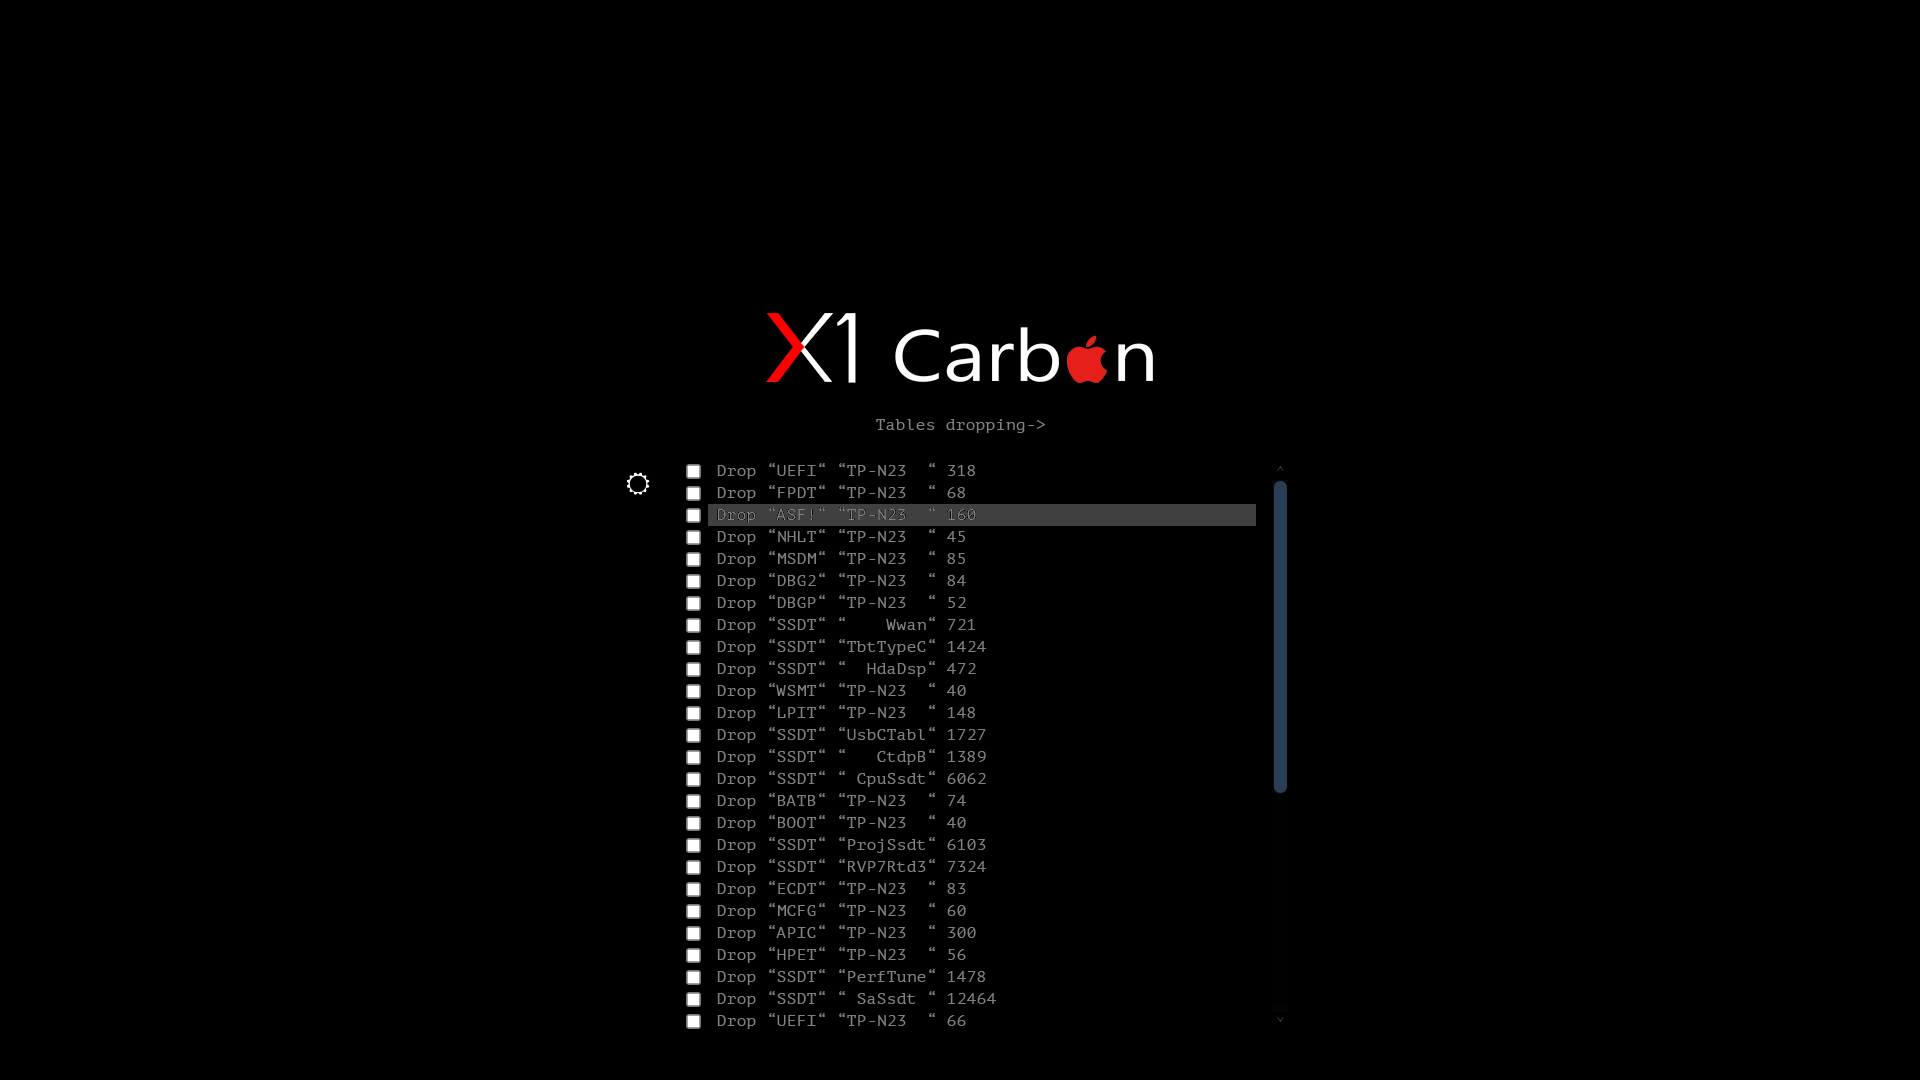 X1 Carbon
Tables dropping->
Drop “UEFI“ “TP-N23  “ 318
Drop “FPDT“ “TP-N23  “ 68
Drop “ASF!“ “TP-N23  “ 160
Drop “NHLT“ “TP-N23  “ 45
Drop “MSDM“ “TP-N23  “ 85
Drop “DBG2“ “TP-N23  “ 84
Drop “DBGP“ “TP-N23  “ 52
Drop “SSDT“ “    Wwan“ 721
Drop “SSDT“ “TbtTypeC“ 1424
Drop “SSDT“ “  HdaDsp“ 472
Drop “WSMT“ “TP-N23  “ 40
Drop “LPIT“ “TP-N23  “ 148
Drop “SSDT“ “UsbCTabl“ 1727
Drop “SSDT“ “   CtdpB“ 1389
Drop “SSDT“ “ CpuSsdt“ 6062
Drop “BATB“ “TP-N23  “ 74
Drop “BOOT“ “TP-N23  “ 40
Drop “SSDT“ “ProjSsdt“ 6103
Drop “SSDT“ “RVP7Rtd3“ 7324
Drop “ECDT“ “TP-N23  “ 83
Drop “MCFG“ “TP-N23  “ 60
Drop “APIC“ “TP-N23  “ 300
Drop “HPET“ “TP-N23  “ 56
Drop “SSDT“ “PerfTune“ 1478
Drop “SSDT“ “ SaSsdt “ 12464
Drop “UEFI“ “TP-N23  “ 66